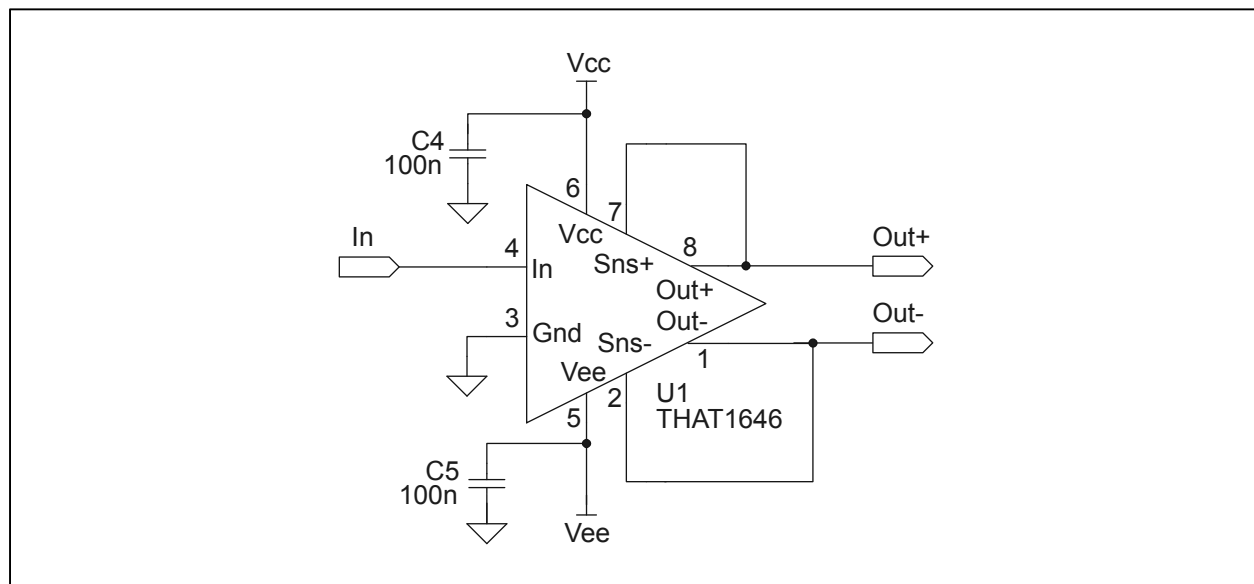 Vcc
C4
100n
6
7
Vcc
In
4
In
Sns+
8
Out+
Out+
3
Gnd
Out-
Out-
Sns-
1
Vee
2
U1
THAT1646
5
C5
100n
Vee